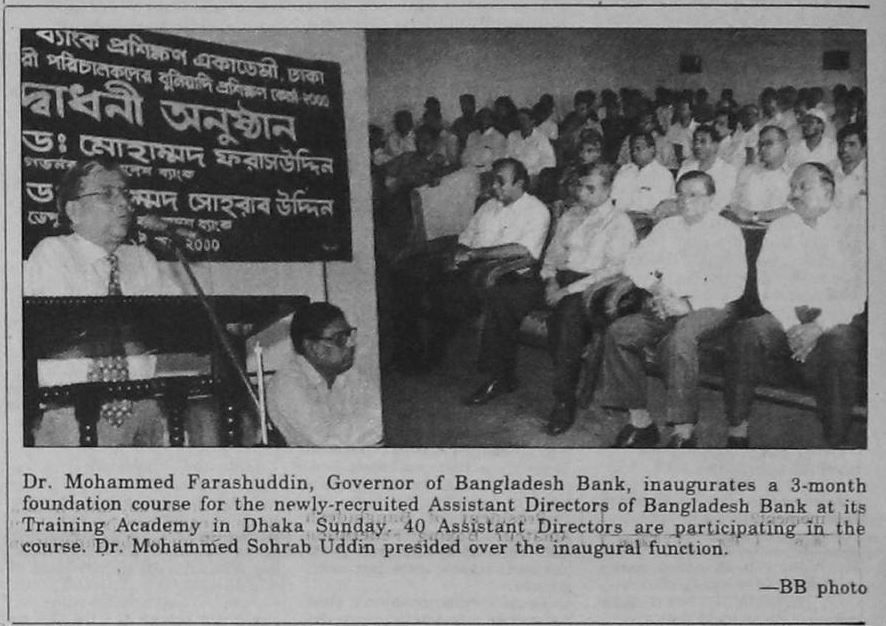 ব্যাংক প্রশিক্ষণ একাডেমী, ঢাকা
রী পরিচালকদের বুনিয়াদি প্রশিক্ষণ কোর্স ২০০০
দ্বোধনী অনুষ্ঠান
ডঃ মোহাম্মদ ফরাসউদ্দিন
গভর্নর ব্যাংক
ড ম্মদ সোহরাব উদ্দিন
ডেপু ব্যাংক
২০০০
Dr. Mohammed Farashuddin, Governor of Bangladesh Bank, inaugurates a 3-month
foundation course for the newly-recruited Assistant Directors of Bangladesh Bank at its
Training Academy in Dhaka Sunday. 40 Assistant Directors are participating in the
course. Dr. Mohammed Sohrab Uddin presided over the inaugural function.
—BB photo